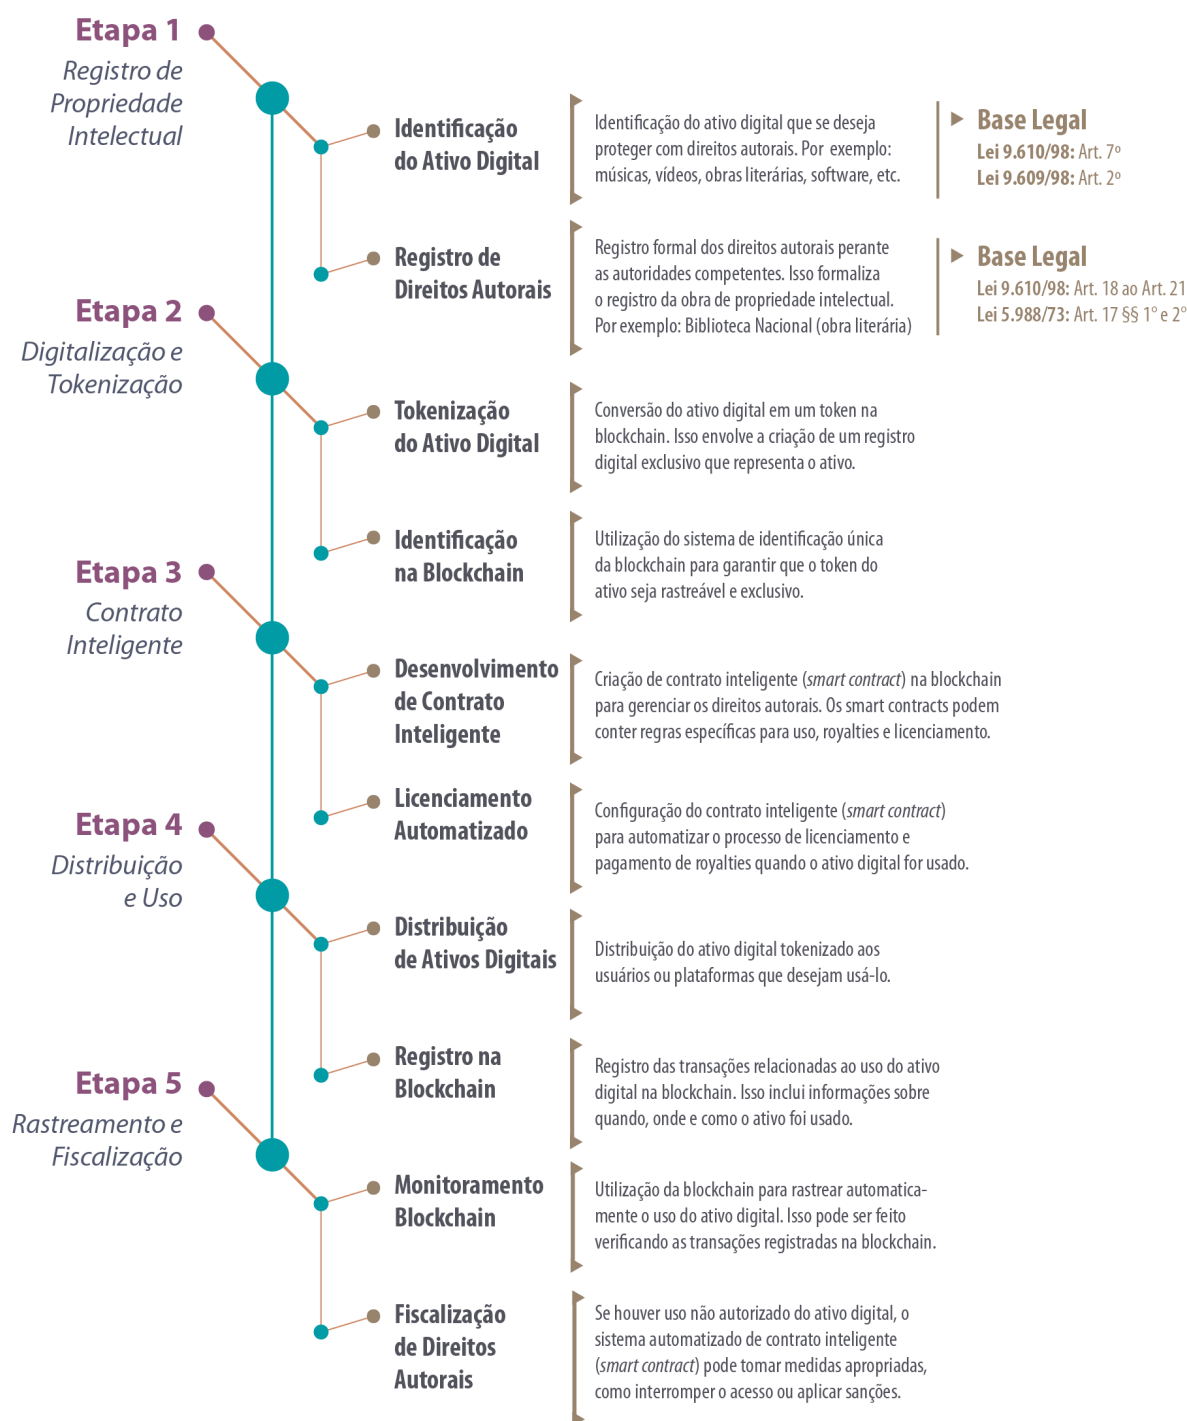 Etapa 1
Registro de
Propriedade
Intelectual
Identificação
do Ativo Digital
Identificação do ativo digital que se deseja
proteger com direitos autorais. Por exemplo:
músicas, vídeos, obras literárias, software, etc.
Base Legal
Lei 9.610/98: Art. 7º
Lei 9.609/98: Art. 2º
Registro de
Direitos Autorais
Registro formal dos direitos autorais perante
as autoridades competentes. Isso formaliza
o registro da obra de propriedade intelectual.
Por exemplo: Biblioteca Nacional (obra literária)
Base Legal
Lei 9.610/98: Art. 18 ao Art. 21
Lei 5.988/73: Art. 17 §§ 1° e 2°
Etapa 2
Digitalização e
Tokenização
Tokenização
do Ativo Digital
Conversão do ativo digital em um token na
blockchain. Isso envolve a criação de um registro
digital exclusivo que representa o ativo.
Identificação
na Blockchain
Utilização do sistema de identificação única
da blockchain para garantir que o token do
ativo seja rastreável e exclusivo.
Etapa 3
Contrato
Inteligente
Desenvolvimento
de Contrato
Inteligente
Criação de contrato inteligente (smart contract) na blockchain
para gerenciar os direitos autorais. Os smart contracts podem
conter regras específicas para uso, royalties e licenciamento.
Licenciamento
Automatizado
Configuração do contrato inteligente (smart contract)
para automatizar o processo de licenciamento e
pagamento de royalties quando o ativo digital for usado.
Etapa 4
Distribuição
e Uso
Distribuição
de Ativos Digitais
Distribuição do ativo digital tokenizado aos
usuários ou plataformas que desejam usá-lo.
Registro na
Blockchain
Registro das transações relacionadas ao uso do ativo
digital na blockchain. Isso inclui informações sobre
quando, onde e como o ativo foi usado.
Etapa 5
Rastreamento e
Fiscalização
Monitoramento
Blockchain
Utilização da blockchain para rastrear automatica-
mente o uso do ativo digital. Isso pode ser feito
verificando as transações registradas na blockchain.
Fiscalização
de Direitos
Autorais
Se houver uso não autorizado do ativo digital, o
sistema automatizado de contrato inteligente
(smart contract) pode tomar medidas apropriadas,
como interromper o acesso ou aplicar sanções.